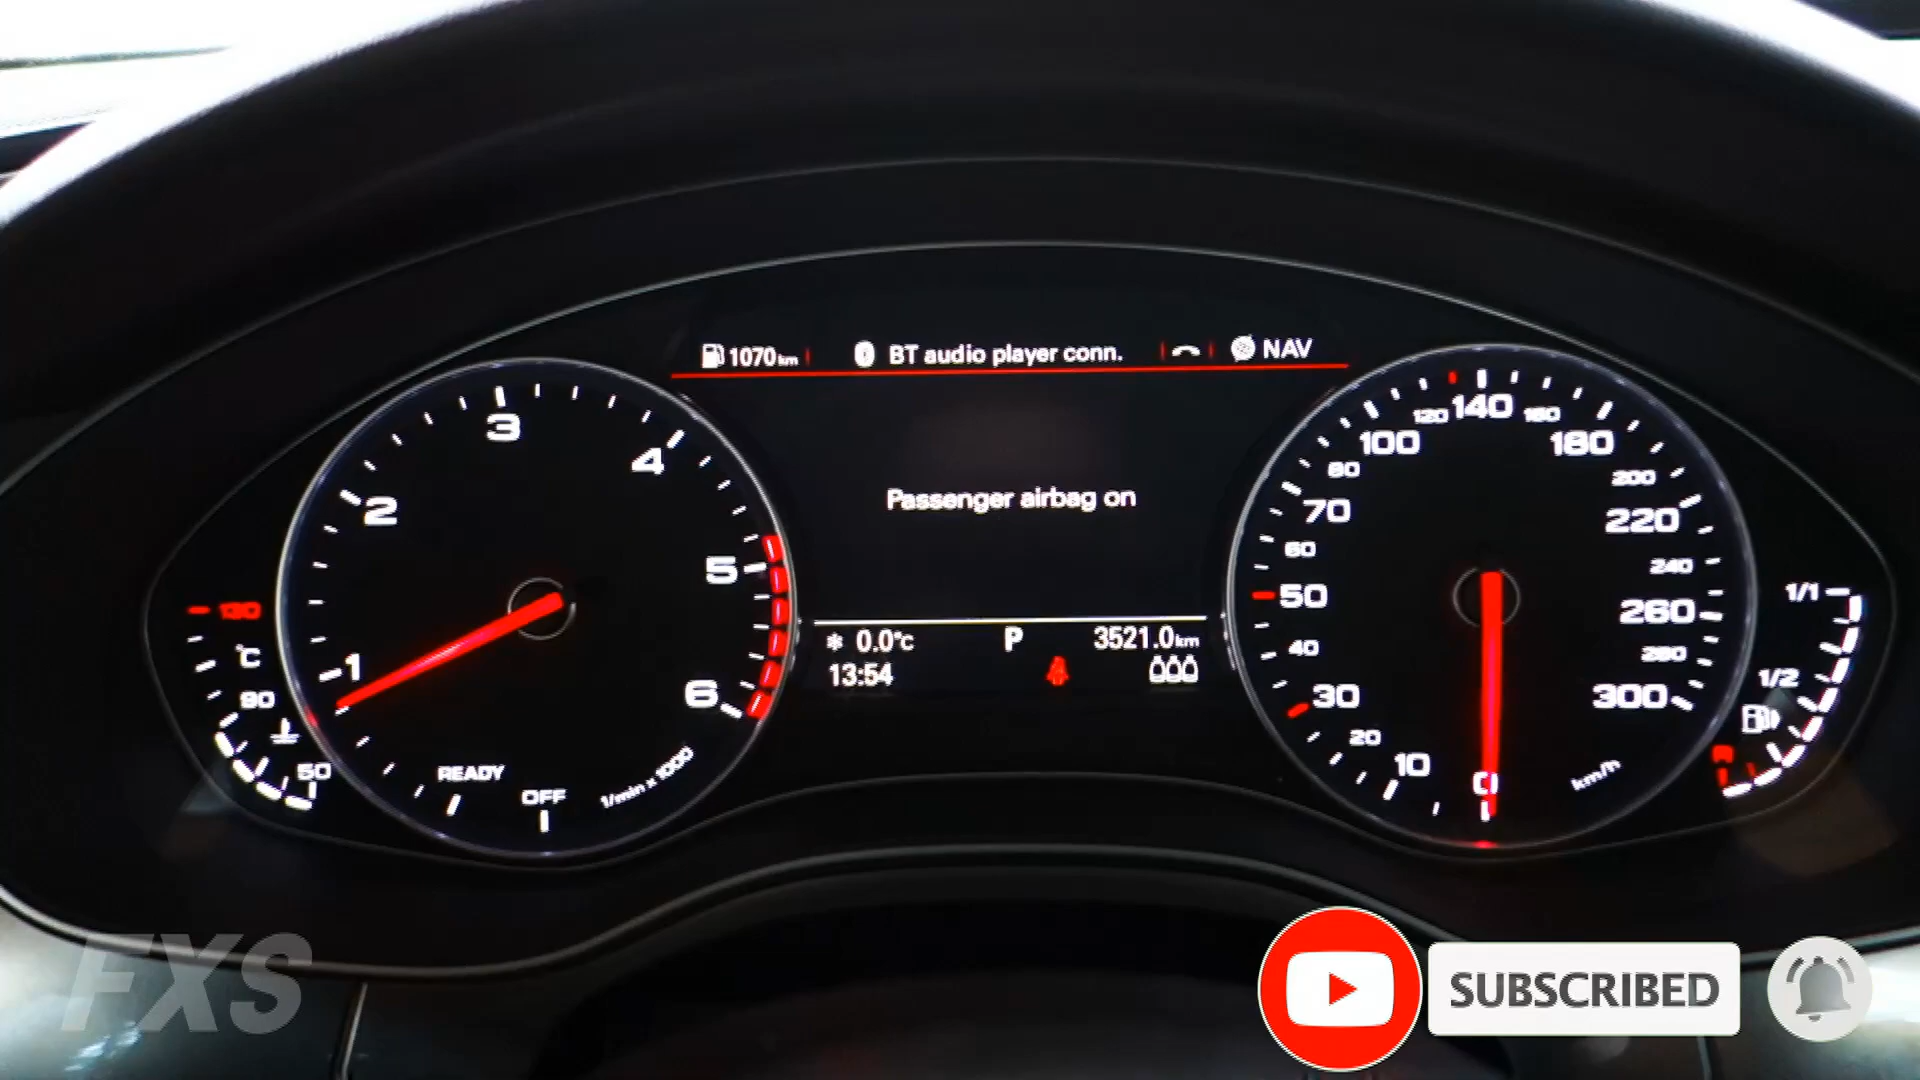 1070km
BT audio player conn.
NAV
Passenger airbag on
0.0°C
P
3521.0km
13:54
1
2
3
4
5
6
READY
OFF
1/min x 1000
130
°C
90
50
0
10
20
30
40
50
60
70
80
100
120
140
160
180
200
220
240
260
280
300
km/h
1/1
1/2
R
FXS
SUBSCRIBED